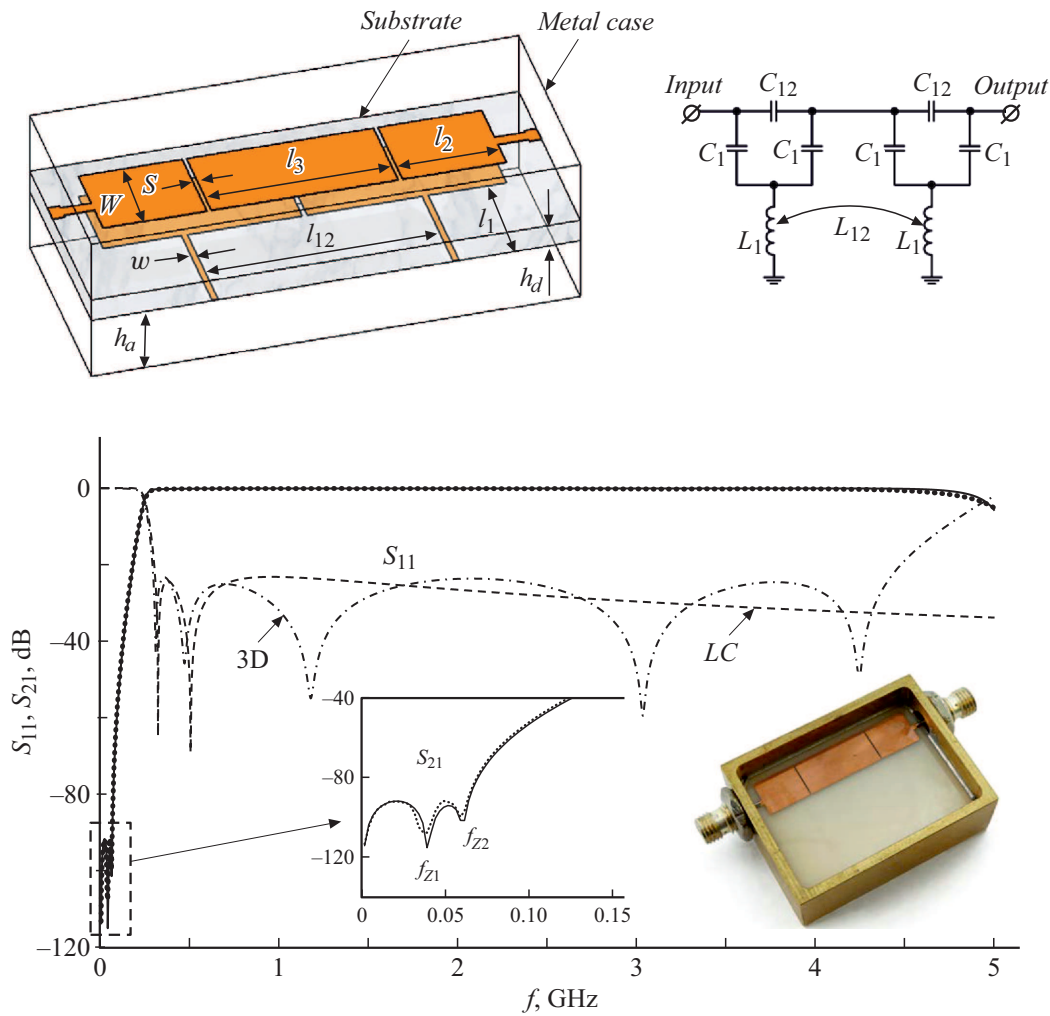 Substrate
Metal case
W
S
l3
l2
l12
l1
w
hd
ha
Input
C12
C12
Output
C1
C1
C1
C1
L1
L12
L1
S11, S21, dB
0
−40
−80
−120
S11
3D
LC
−40
−80
−120
S21
fZ1
fZ2
0
0.05
0.10
0.15
0
1
2
3
4
5
f, GHz